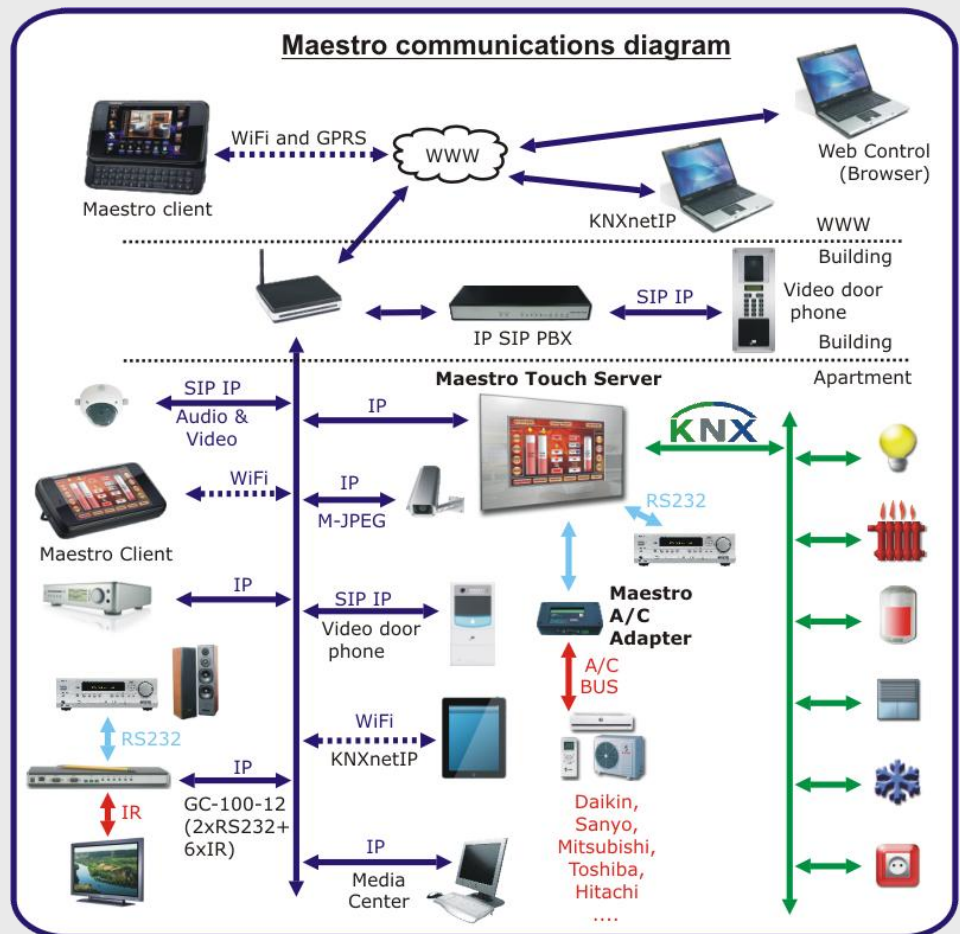 Maestro communications diagram
WiFi and GPRS
WWW
Maestro client
KNXnetIP
Web Control
(Browser)
WWW
Building
SIP IP
Video door
phone
IP SIP PBX
Building
Maestro Touch Server
Apartment
SIP IP
Audio &
Video
IP
KNX
WiFi
IP
M-JPEG
RS232
Maestro Client
IP
SIP IP
Video door
phone
Maestro
A/C
Adapter
A/C
BUS
RS232
WiFi
KNXnetIP
IP
GC-100-12
(2xRS232+
6xIR)
IR
Daikin,
Sanyo,
Mitsubishi,
Toshiba,
Hitachi
....
IP
Media
Center